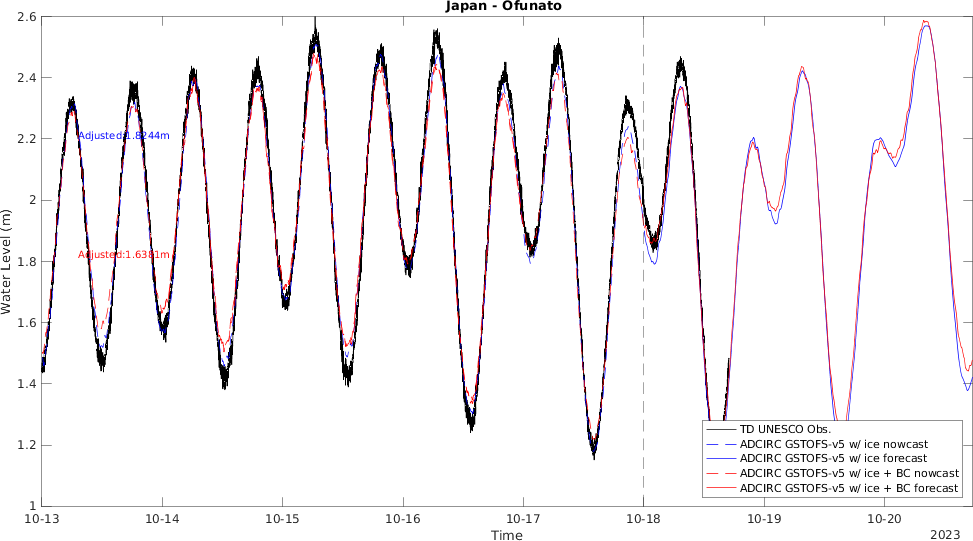 Japan - Ofunato
2.6
2.4
2.2
2
1.8
1.6
1.4
1.2
1
Water Level (m)
Adjusted:1.8244m
Adjusted:1.6381m
TD UNESCO Obs.
ADCIRC GSTOFS-v5 w/ ice nowcast
ADCIRC GSTOFS-v5 w/ ice forecast
ADCIRC GSTOFS-v5 w/ ice + BC nowcast
ADCIRC GSTOFS-v5 w/ ice + BC forecast
10-13 10-14 10-15 10-16 10-17 10-18 10-19 10-20
Time
2023